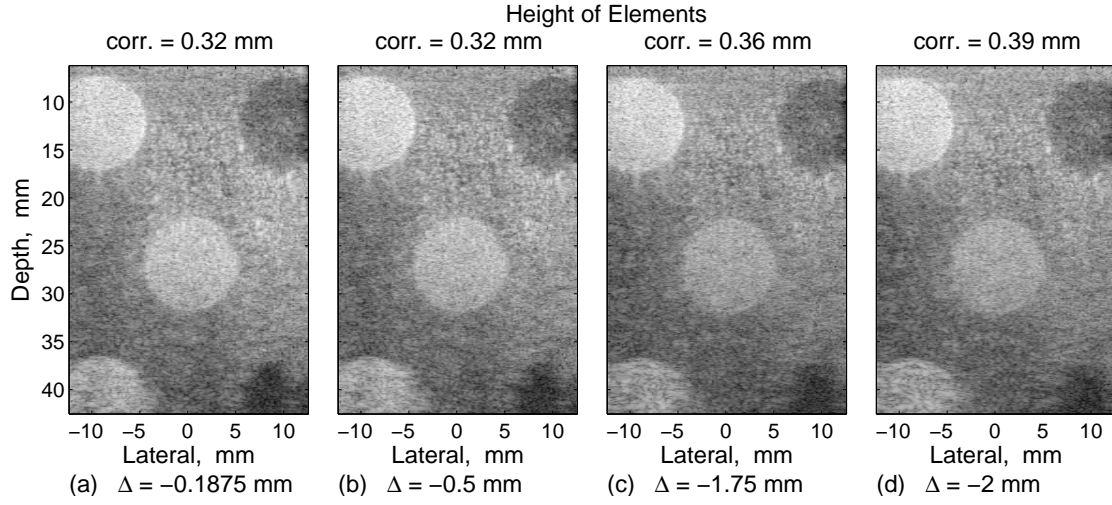 Height of Elements
corr. = 0.32 mm corr. = 0.32 mm corr. = 0.36 mm corr. = 0.39 mm
10
15
20
25
30
35
40
Depth, mm
−10 −5 0 5 10 −10 −5 0 5 10 −10 −5 0 5 10 −10 −5 0 5 10
Lateral, mm Lateral, mm Lateral, mm Lateral, mm
(a) Δ = −0.1875 mm (b) Δ = −0.5 mm (c) Δ = −1.75 mm (d) Δ = −2 mm